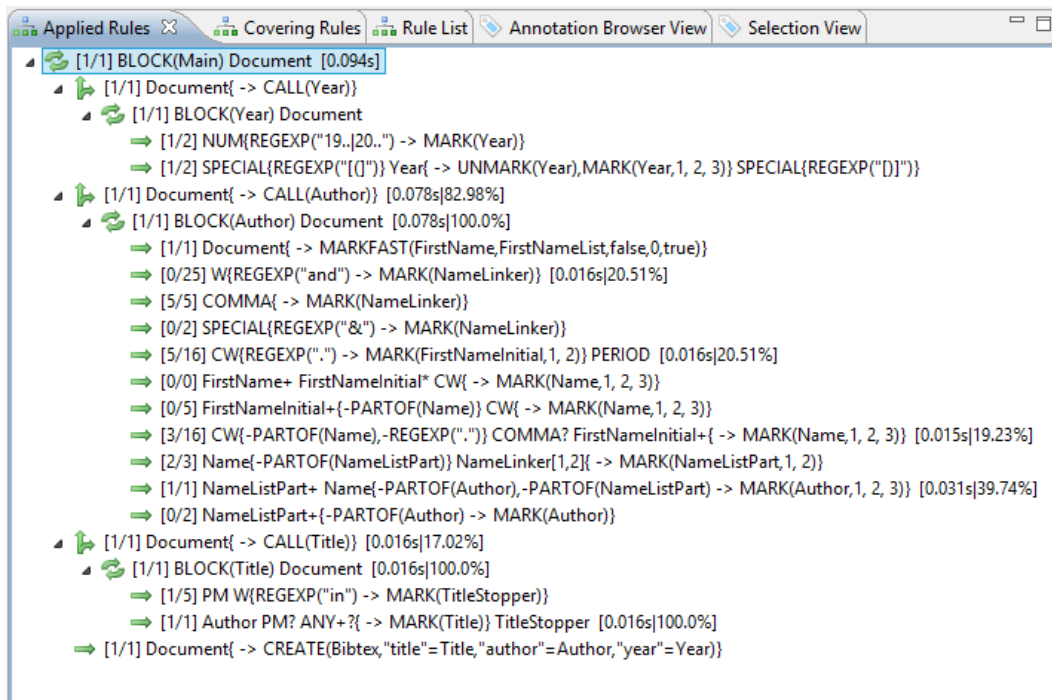 Applied Rules Covering Rules Rule List Annotation Browser View Selection View
[1/1] BLOCK(Main) Document [0.094s]
[1/1] Document{ -> CALL(Year)}
[1/1] BLOCK(Year) Document
[1/2] NUM{REGEXP("19..|20..") -> MARK(Year)}
[1/2] SPECIAL{REGEXP("[(]")} Year{ -> UNMARK(Year),MARK(Year,1, 2, 3)} SPECIAL{REGEXP("[)]")}
[1/1] Document{ -> CALL(Author)} [0.078s|82.98%]
[1/1] BLOCK(Author) Document [0.078s|100.0%]
[1/1] Document{ -> MARKFAST(FirstName,FirstNameList,false,0,true)}
[0/25] W{REGEXP("and") -> MARK(NameLinker)} [0.016s|20.51%]
[5/5] COMMA{ -> MARK(NameLinker)}
[0/2] SPECIAL{REGEXP("&") -> MARK(NameLinker)}
[5/16] CW{REGEXP(".") -> MARK(FirstNameInitial,1, 2)} PERIOD [0.016s|20.51%]
[0/0] FirstName+ FirstNameInitial* CW{ -> MARK(Name,1, 2, 3)}
[0/5] FirstNameInitial+{-PARTOF(Name)} CW{ -> MARK(Name,1, 2, 3)}
[3/16] CW{-PARTOF(Name),-REGEXP(".")} COMMA? FirstNameInitial+{ -> MARK(Name,1, 2, 3)} [0.015s|19.23%]
[2/3] Name{-PARTOF(NameListPart)} NameLinker[1,2]{ -> MARK(NameListPart,1, 2)}
[1/1] NameListPart+ Name{-PARTOF(Author),-PARTOF(NameListPart) -> MARK(Author,1, 2, 3)} [0.031s|39.74%]
[0/2] NameListPart+{-PARTOF(Author) -> MARK(Author)}
[1/1] Document{ -> CALL(Title)} [0.016s|17.02%]
[1/1] BLOCK(Title) Document [0.016s|100.0%]
[1/5] PM W{REGEXP("in") -> MARK(TitleStopper)}
[1/1] Author PM? ANY+?{ -> MARK(Title)} TitleStopper [0.016s|100.0%]
[1/1] Document{ -> CREATE(Bibtex,"title"=Title,"author"=Author,"year"=Year)}